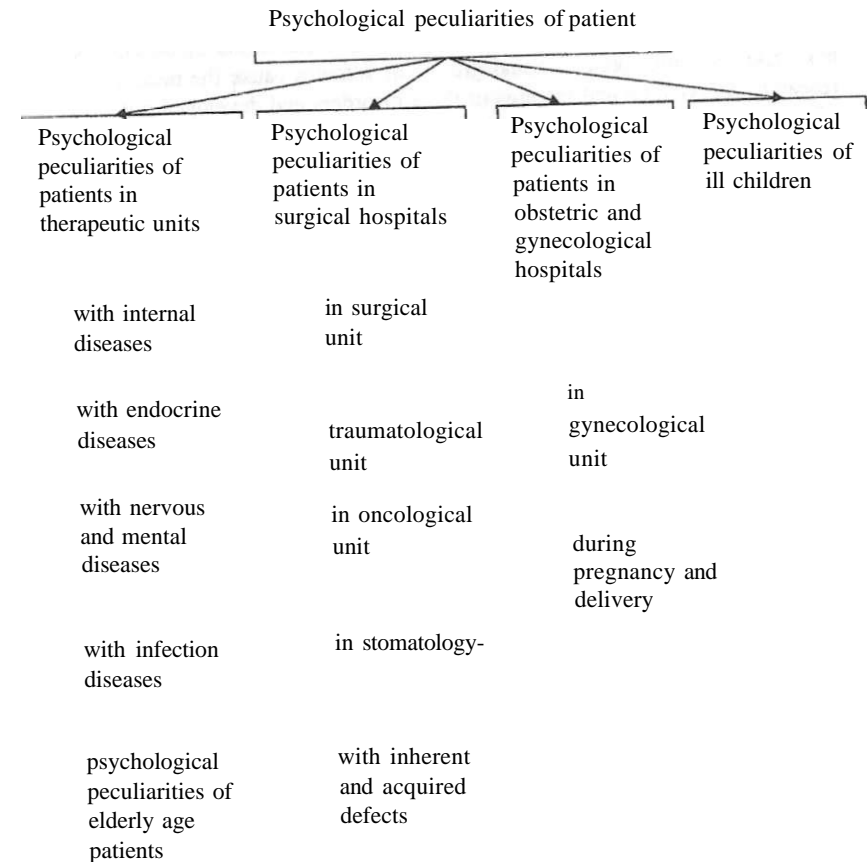 Psychological peculiarities of patient
Psychological
peculiarities of
patients in
therapeutic units
Psychological
peculiarities of
patients in
surgical hospitals
Psychological
peculiarities of
patients in
obstetric and
gynecological
hospitals
Psychological
peculiarities of
ill children
with internal
diseases
with endocrine
diseases
with nervous
and mental
diseases
with infection
diseases
psychological
peculiarities of
elderly age
patients
in surgical
unit
traumatological
unit
in oncological
unit
in stomatology-
with inherent
and acquired
defects
in
gynecological
unit
during
pregnancy and
delivery